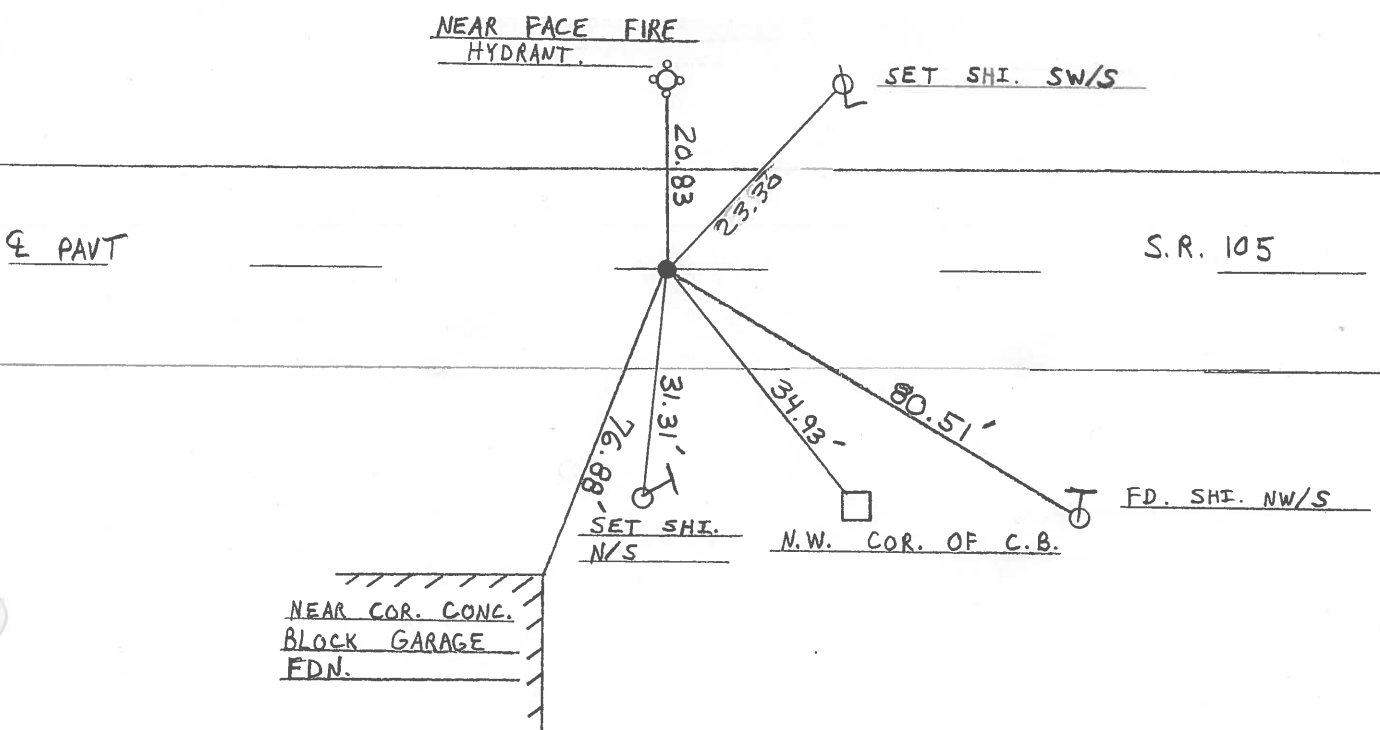 NEAR FACE FIRE
HYDRANT.
SET SHI. SW/S
20.83
23.30
℄ PAVT
S.R. 105
76.88'
31.31'
34.93'
80.51'
SET SHI.
N/S
N.W. COR. OF C.B.
FD. SHI. NW/S
NEAR COR. CONC.
BLOCK GARAGE
FDN.